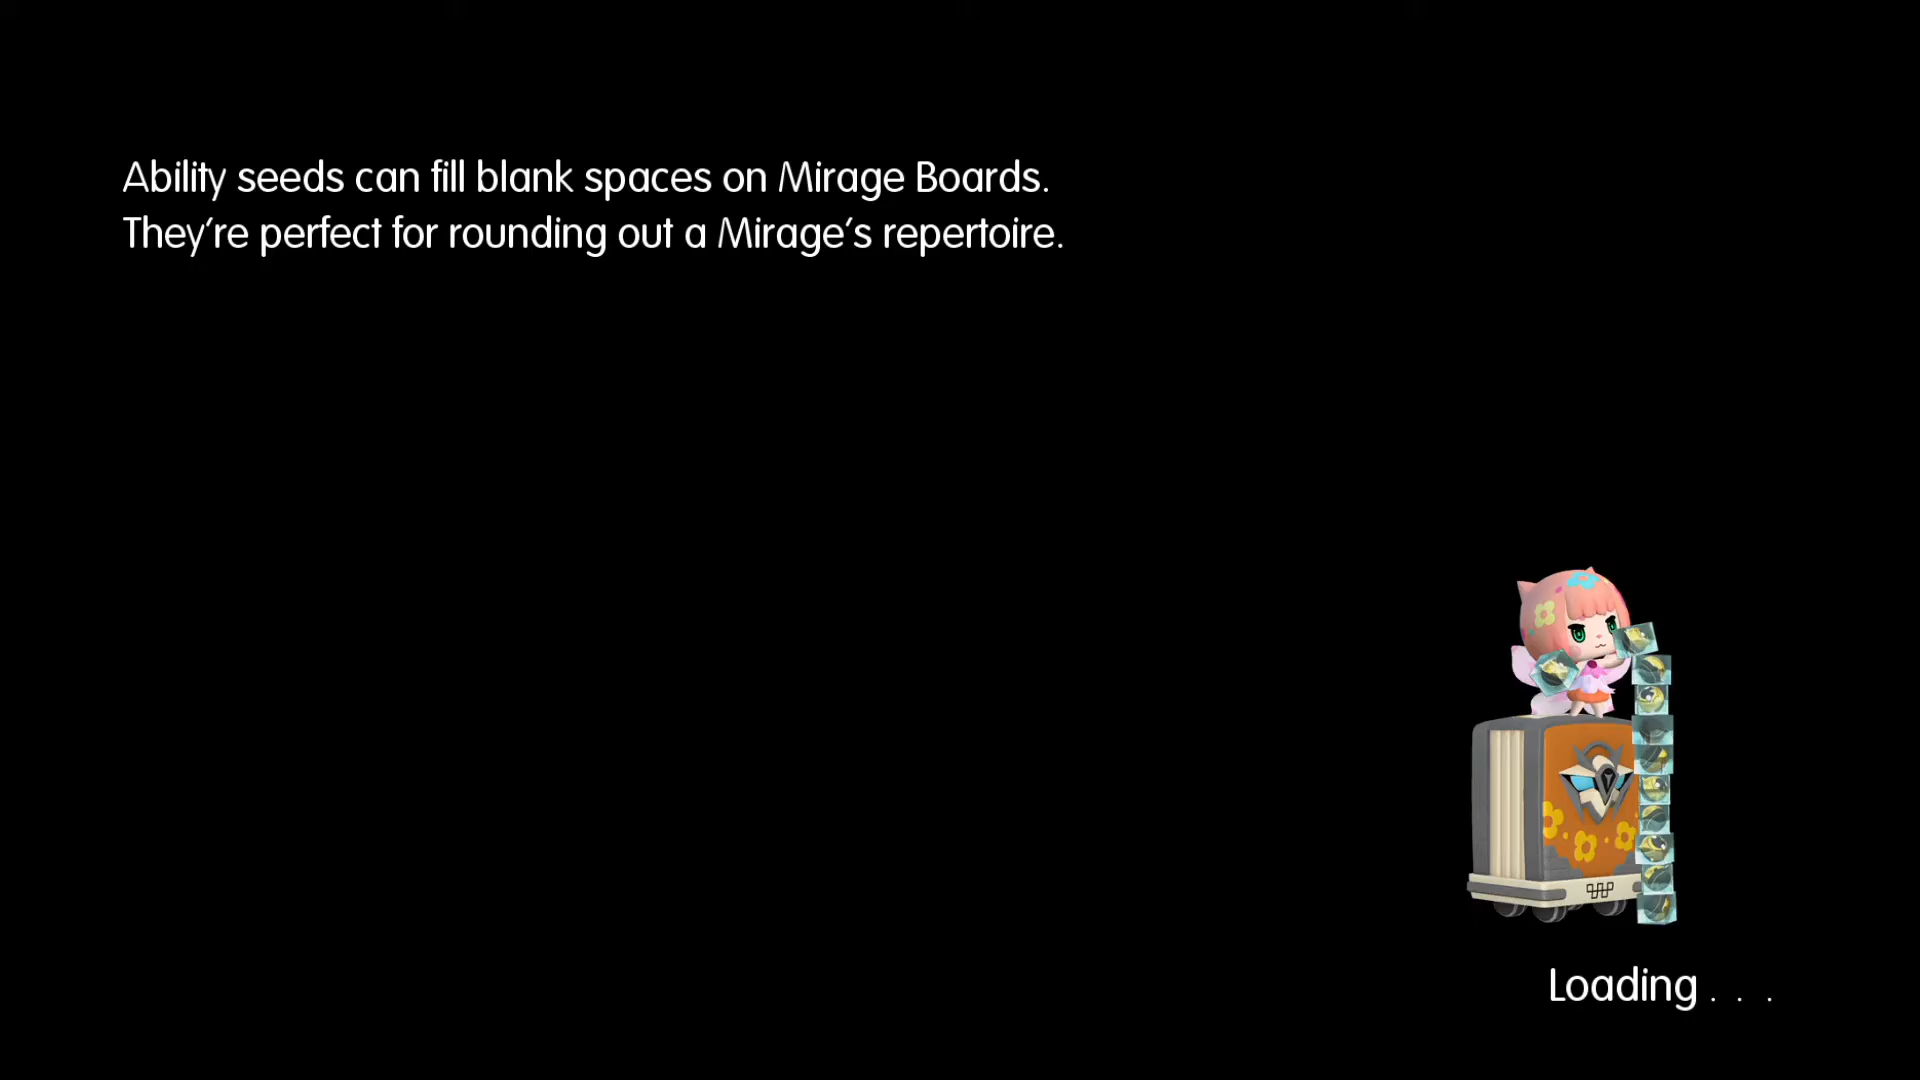 Ability seeds can fill blank spaces on Mirage Boards.
They're perfect for rounding out a Mirage's repertoire.
Loading . . .